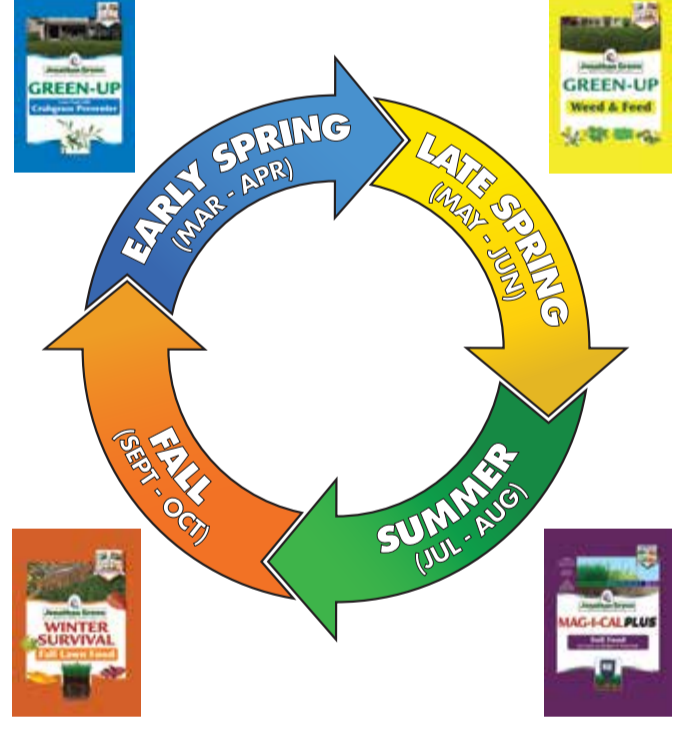 Jonathan Green
GREEN-UP
Crabgrass Preventer
Jonathan Green
GREEN-UP
Weed & Feed
EARLY SPRING
(MAR - APR)
LATE SPRING
(MAY - JUN)
SUMMER
(JUL - AUG)
FALL
(SEPT - OCT)
Jonathan Green
WINTER
SURVIVAL
Fall Lawn Food
Jonathan Green
MAG-I-CAL PLUS
Soil Food